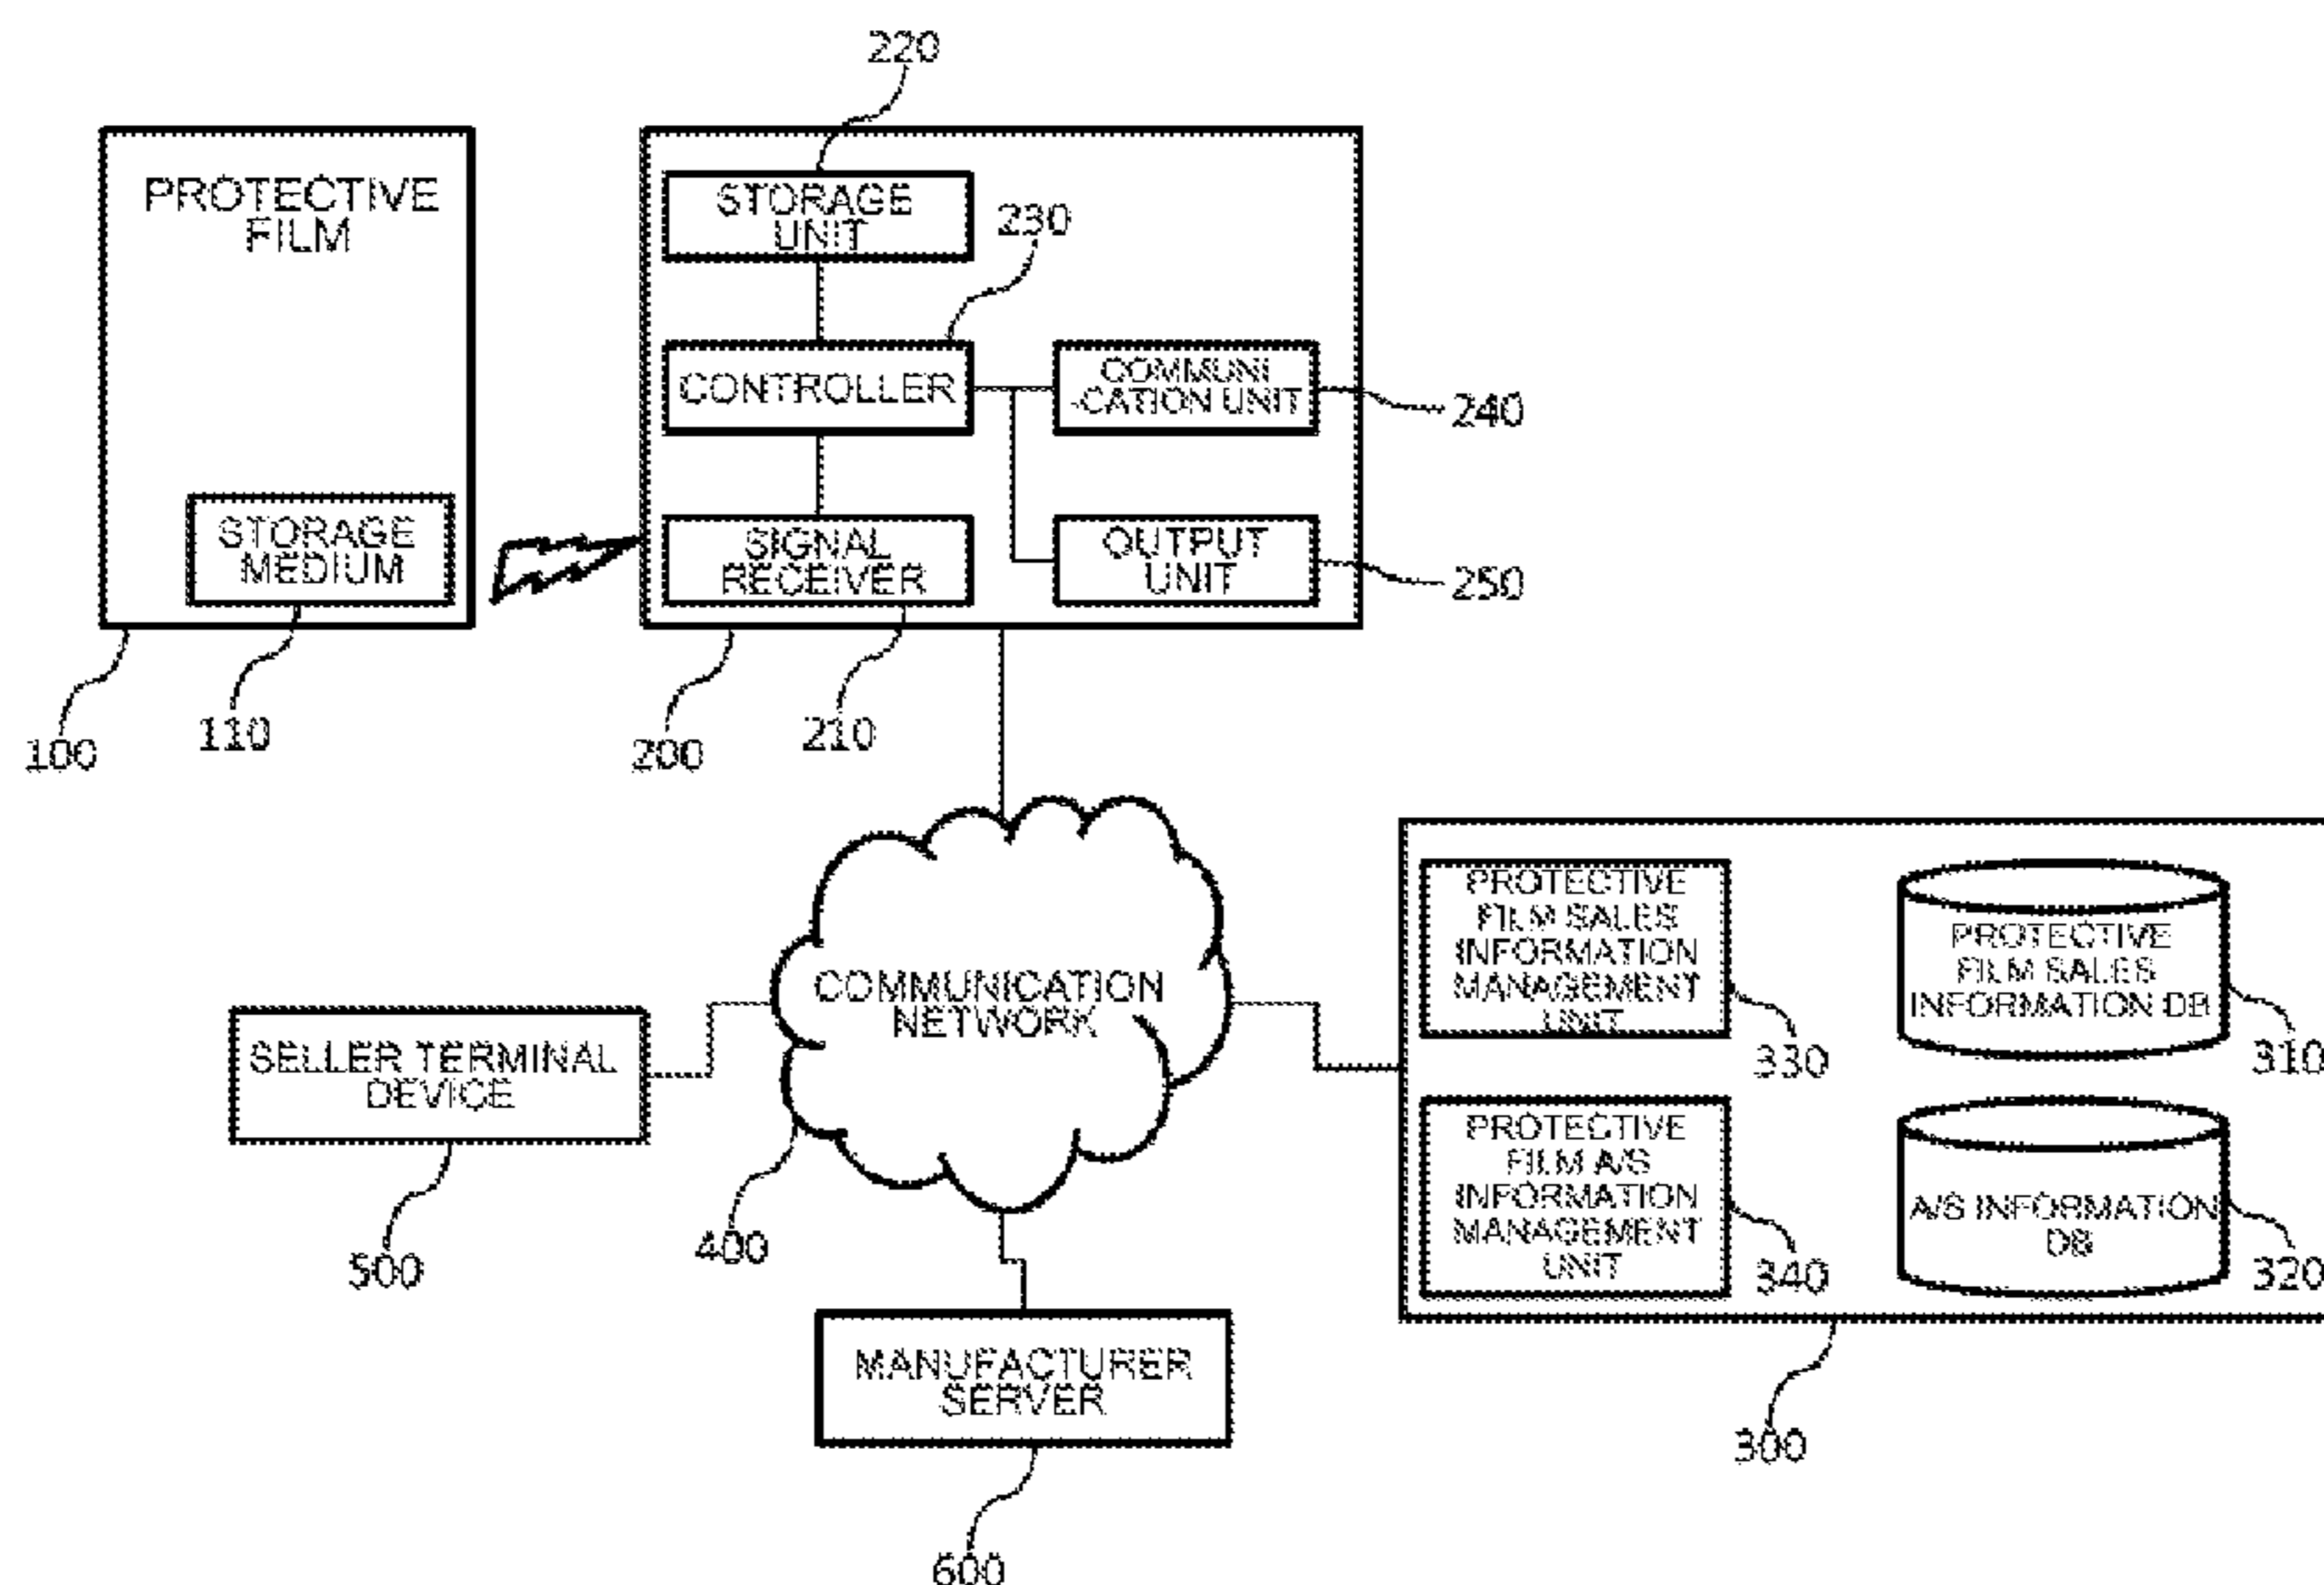 220
PROTECTIVE
FILM
STORAGE
UNIT
230
CONTROLLER
COMMUNI
-CATION UNIT
240
STORAGE
MEDIUM
SIGNAL
RECEIVER
OUTPUT
UNIT
250
100
110
200
210
PROTECTIVE
FILM SALES
INFORMATION
MANAGEMENT
UNIT
330
PROTECTIVE
FILM SALES
INFORMATION DB
310
COMMUNICATION
NETWORK
SELLER TERMINAL
DEVICE
PROTECTIVE
FILM A/S
INFORMATION
MANAGEMENT
UNIT
340
A/S INFORMATION
DB
320
500
400
MANUFACTURER
SERVER
300
600